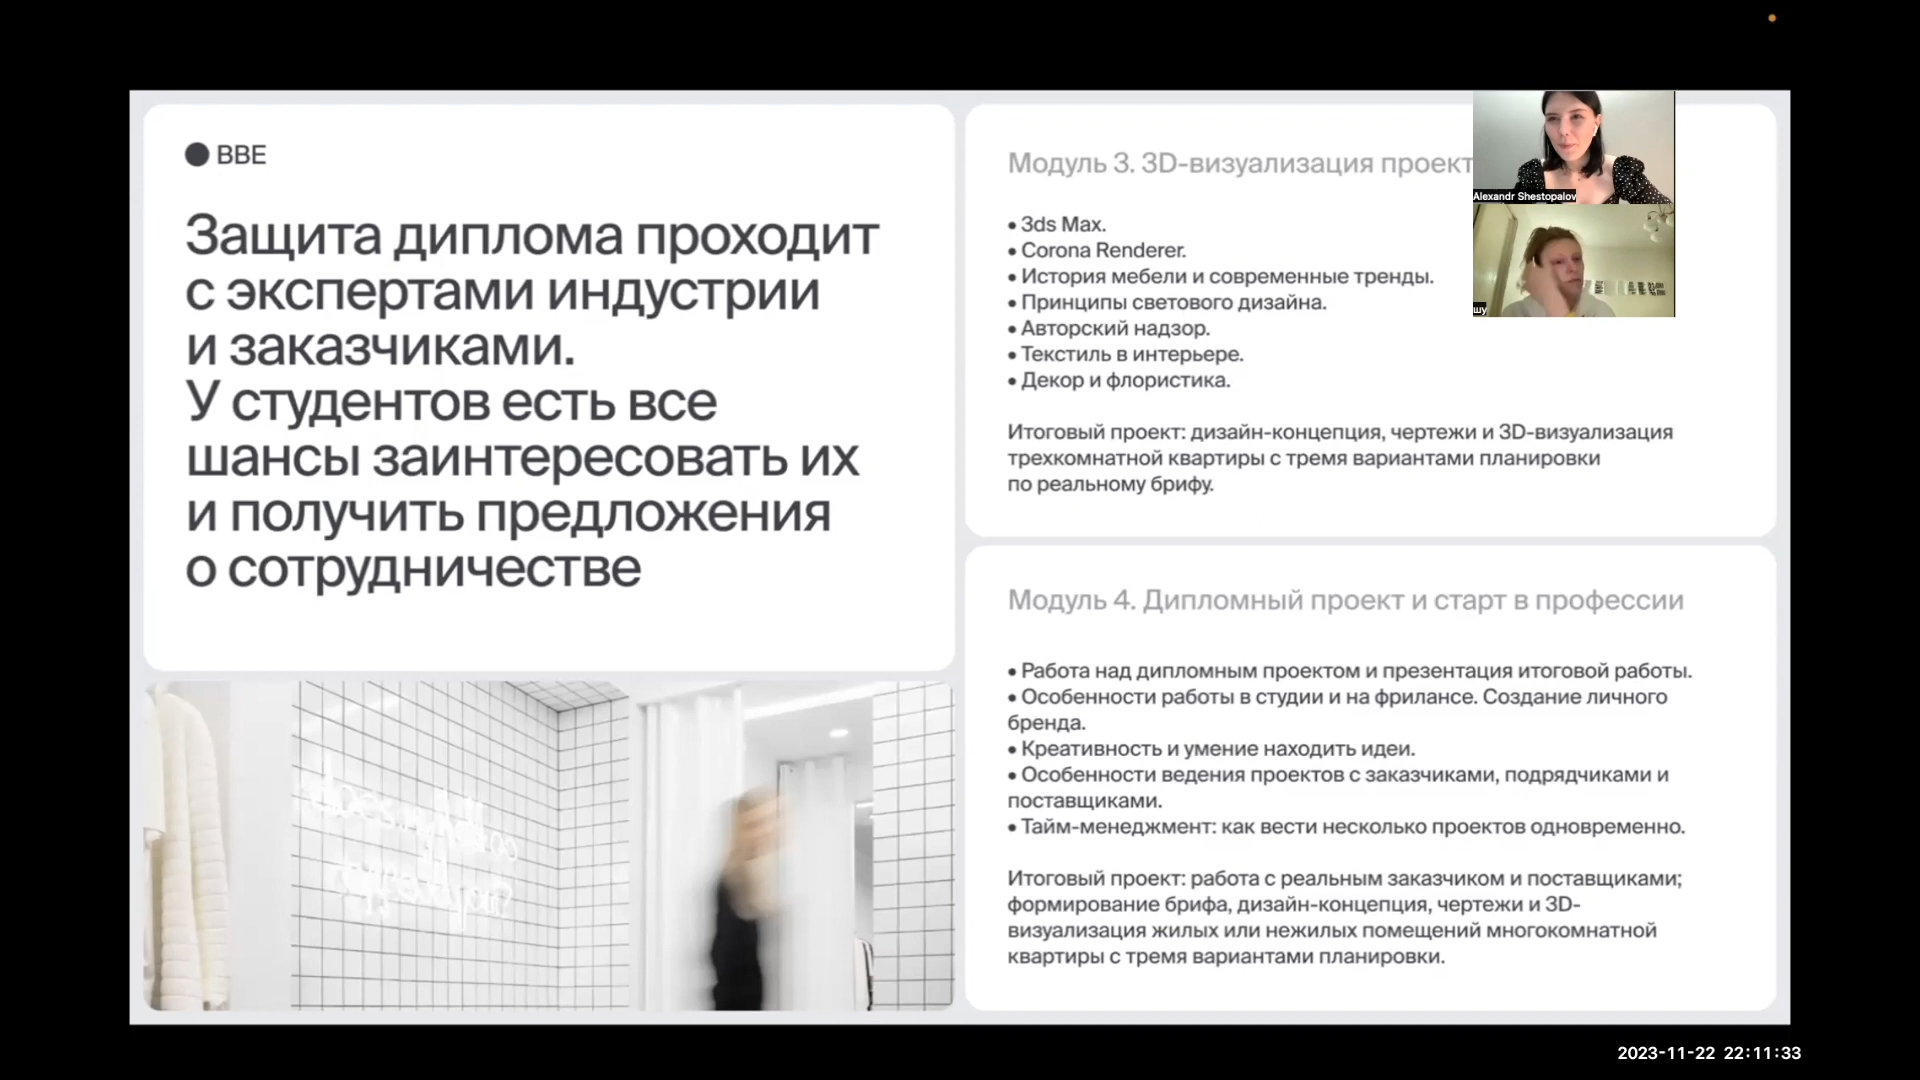 BBE
Защита диплома проходит
с экспертами индустрии
и заказчиками.
У студентов есть все
шансы заинтересовать их
и получить предложения
о сотрудничестве
Модуль 3. 3D-визуализация
• 3ds Max.
• Corona Renderer.
• История мебели и современные тренды.
• Принципы светового дизайна.
• Авторский надзор.
• Текстиль в интерьере.
• Декор и флористика.
Итоговый проект: дизайн-концепция, чертежи и 3D-визуализация
трехкомнатной квартиры с тремя вариантами планировки
по реальному брифу.
Модуль 4. Дипломный проект и старт в профессии
• Работа над дипломным проектом и презентация итоговой работы.
• Особенности работы в студии и на фрилансе. Создание личного
бренда.
• Креативность и умение находить идеи.
• Особенности ведения проектов с заказчиками, подрядчиками и
поставщиками.
• Тайм-менеджмент: как вести несколько проектов одновременно.
Итоговый проект: работа с реальным заказчиком и поставщиками;
формирование брифа, дизайн-концепция, чертежи и 3D-
визуализация жилых или нежилых помещений многокомнатной
квартиры с тремя вариантами планировки.
Alexandr Shestopalov
шу
2023-11-22 22:11:33